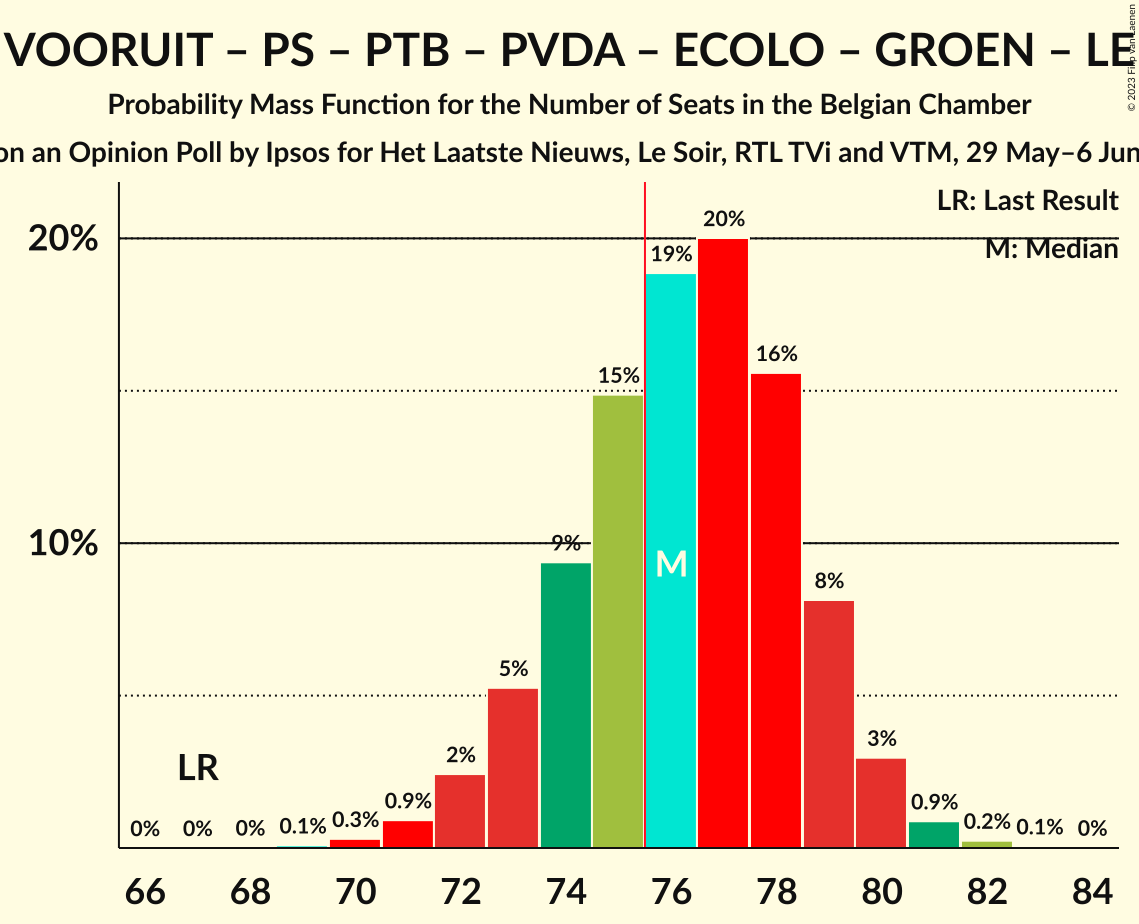 VOORUIT – PS – PTB – PVDA – ECOLO – GROEN – LE
© 2023 Filip van Laenen
Probability Mass Function for the Number of Seats in the Belgian Chamber
on an Opinion Poll by Ipsos for Het Laatste Nieuws, Le Soir, RTL TVi and VTM, 29 May–6 Jun
LR: Last Result
M: Median
20%
10%
LR
M
0% 0% 0% 0.1% 0.3% 0.9% 2% 5% 9% 15% 19% 20% 16% 8% 3% 0.9% 0.2% 0.1% 0%
66 68 70 72 74 76 78 80 82 84